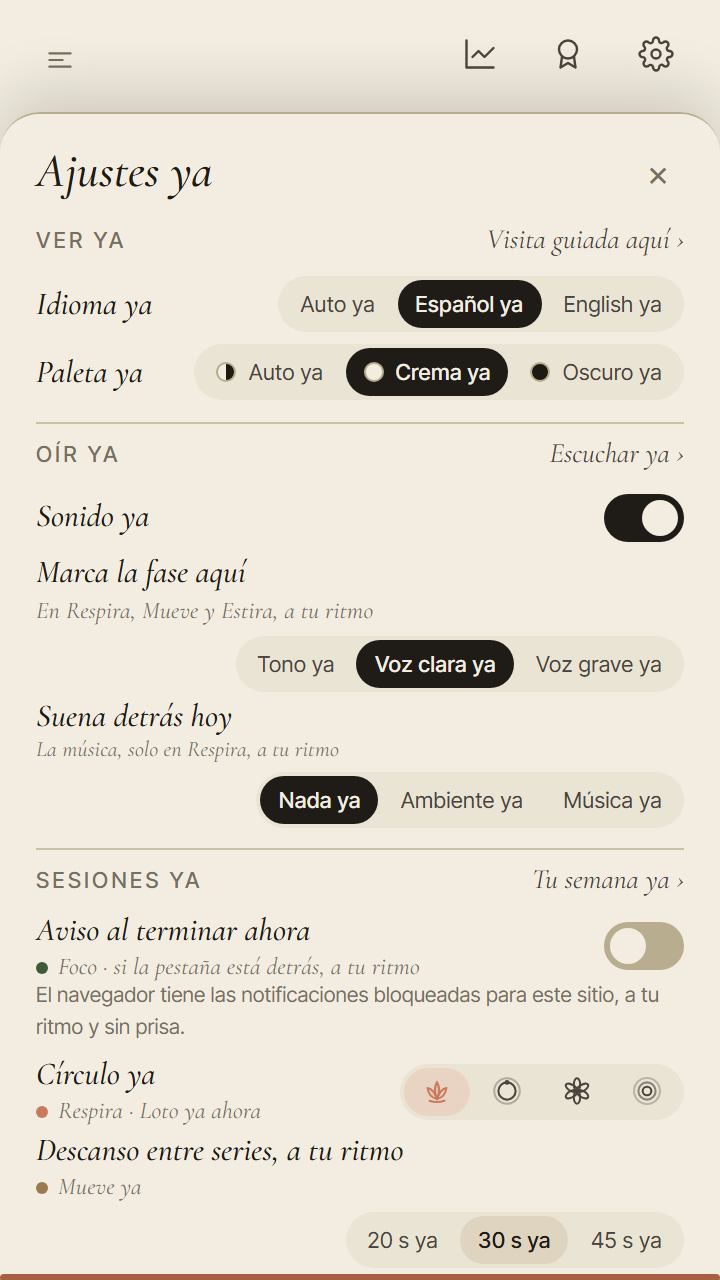 Ajustes ya
VER YA
Visita guiada aquí ›
Idioma ya
Auto ya
Español ya
English ya
Paleta ya
Auto ya
Crema ya
Oscuro ya
OÍR YA
Escuchar ya ›
Sonido ya
Marca la fase aquí
En Respira, Mueve y Estira, a tu ritmo
Tono ya
Voz clara ya
Voz grave ya
Suena detrás hoy
La música, solo en Respira, a tu ritmo
Nada ya
Ambiente ya
Música ya
SESIONES YA
Tu semana ya ›
Aviso al terminar ahora
Foco · si la pestaña está detrás, a tu ritmo
El navegador tiene las notificaciones bloqueadas para este sitio, a tu
ritmo y sin prisa.
Círculo ya
Respira · Loto ya ahora
Descanso entre series, a tu ritmo
Mueve ya
20 s ya
30 s ya
45 s ya